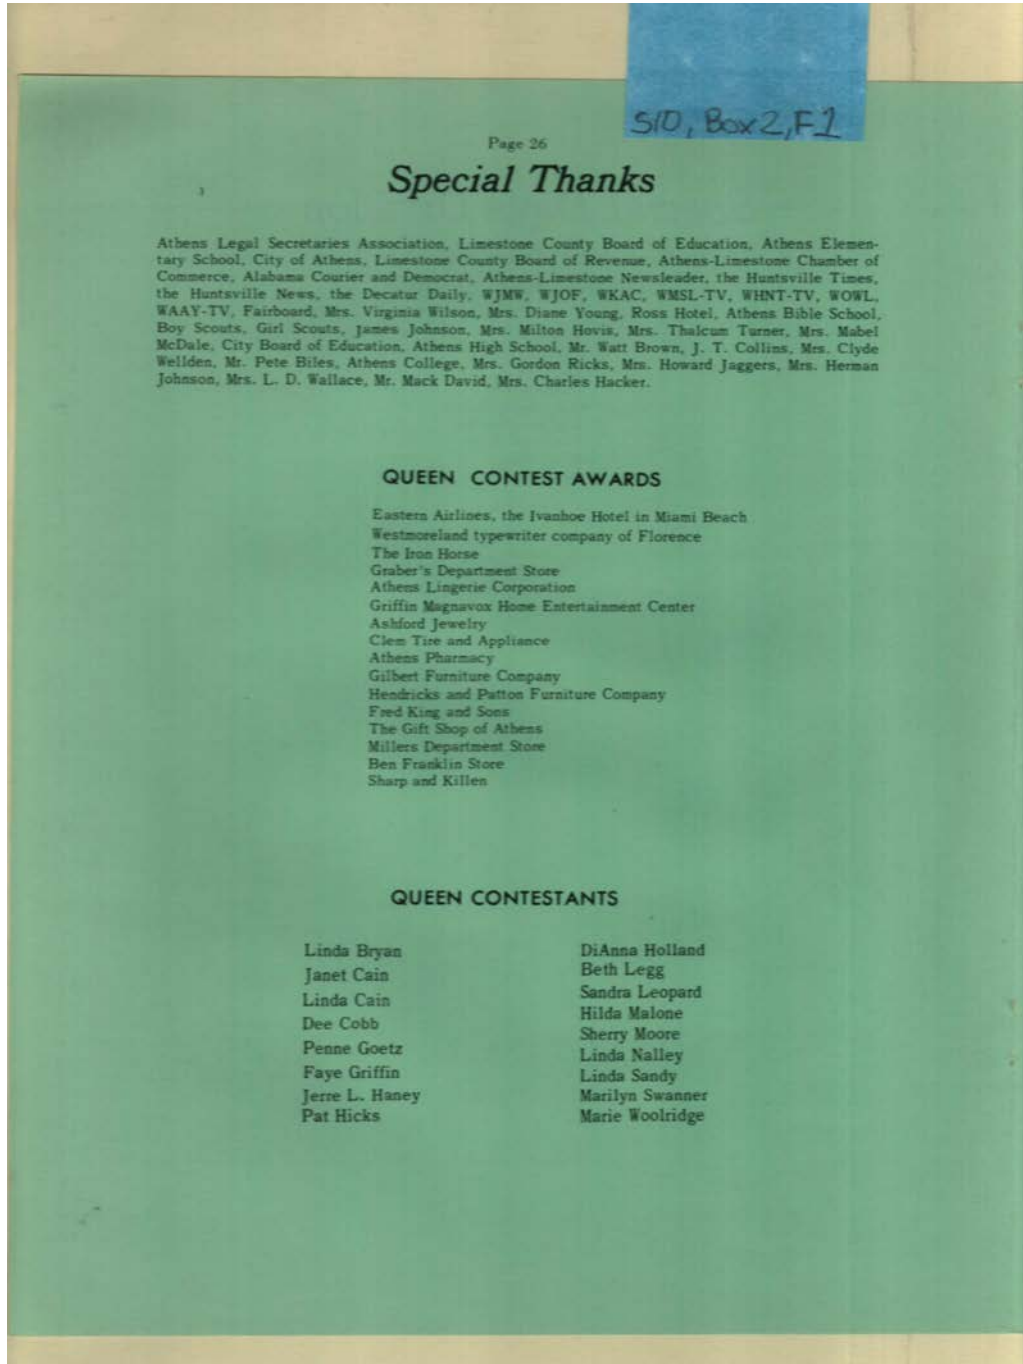 S10, Box 2, F1
Page 26
Special Thanks
Athens Legal Secretaries Association, Limestone County Board of Education, Athens Elemen-
tary School, City of Athens, Limestone County Board of Revenue, Athens-Limestone Chamber of
Commerce, Alabama Courier and Democrat, Athens-Limestone Newsleader, the Huntsville Times,
the Huntsville News, the Decatur Daily, WJMW, WJOF, WKAC, WMSL-TV, WHNT-TV, WOWL,
WAAY-TV, Fairboard, Mrs. Virginia Wilson, Mrs. Diane Young, Ross Hotel, Athens Bible School,
Boy Scouts, Girl Scouts, James Johnson, Mrs. Milton Hovis, Mrs. Thalcum Turner, Mrs. Mabel
McDale, City Board of Education, Athens High School, Mr. Watt Brown, J. T. Collins, Mrs. Clyde
Wellden, Mr. Pete Biles, Athens College, Mrs. Gordon Ricks, Mrs. Howard Jaggers, Mrs. Herman
Johnson, Mrs. L. D. Wallace, Mr. Mack David, Mrs. Charles Hacker.
QUEEN CONTEST AWARDS
Eastern Airlines, the Ivanhoe Hotel in Miami Beach
Westmoreland typewriter company of Florence
The Iron Horse
Graber's Department Store
Athens Lingerie Corporation
Griffin Magnavox Home Entertainment Center
Ashford Jewelry
Clem Tire and Appliance
Athens Pharmacy
Gilbert Furniture Company
Hendricks and Patton Furniture Company
Fred King and Sons
The Gift Shop of Athens
Millers Department Store
Ben Franklin Store
Sharp and Killen
QUEEN CONTESTANTS
Linda Bryan
Janet Cain
Linda Cain
Dee Cobb
Penne Goetz
Faye Griffin
Jerre L. Haney
Pat Hicks
DiAnna Holland
Beth Legg
Sandra Leopard
Hilda Malone
Sherry Moore
Linda Nalley
Linda Sandy
Marilyn Swanner
Marie Woolridge